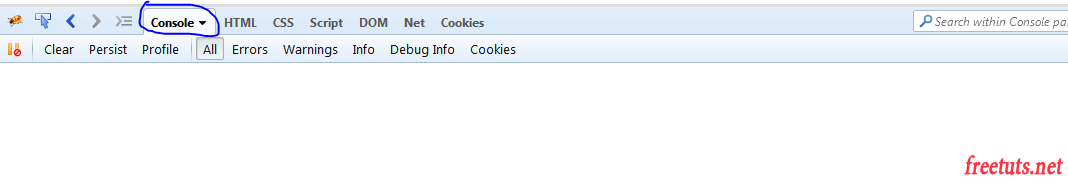 Console HTML CSS Script DOM Net Cookies Search within Console pa
Clear Persist Profile All Errors Warnings Info Debug Info Cookies
freetuts.net